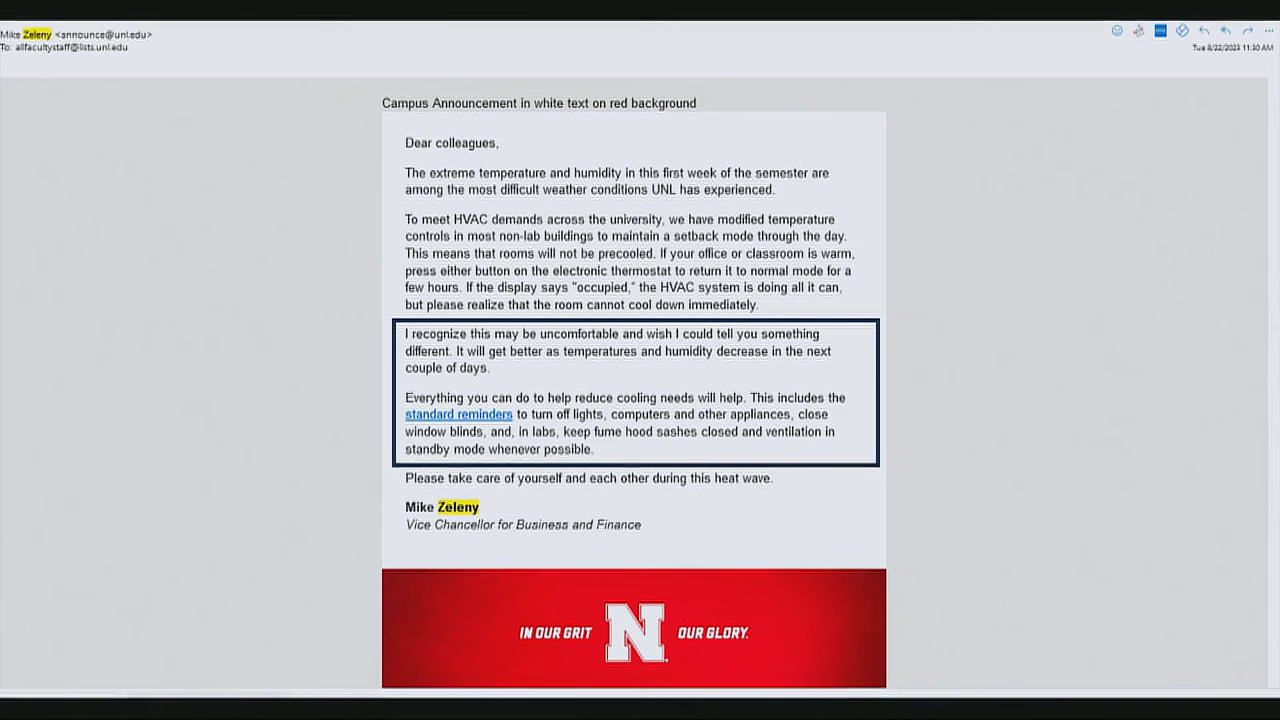 Mike Zeleny <announce@unl.edu>
To: allfacultystaff@lists.unl.edu
Tue 8/22/2023 11:30 AM
Campus Announcement in white text on red background
Dear colleagues,
The extreme temperature and humidity in this first week of the semester are
among the most difficult weather conditions UNL has experienced.
To meet HVAC demands across the university, we have modified temperature
controls in most non-lab buildings to maintain a setback mode through the day.
This means that rooms will not be precooled. If your office or classroom is warm,
press either button on the electronic thermostat to return it to normal mode for a
few hours. If the display says "occupied," the HVAC system is doing all it can,
but please realize that the room cannot cool down immediately.
I recognize this may be uncomfortable and wish I could tell you something
different. It will get better as temperatures and humidity decrease in the next
couple of days.
Everything you can do to help reduce cooling needs will help. This includes the
standard reminders to turn off lights, computers and other appliances, close
window blinds, and, in labs, keep fume hood sashes closed and ventilation in
standby mode whenever possible.
Please take care of yourself and each other during this heat wave.
Mike Zeleny
Vice Chancellor for Business and Finance
IN OUR GRIT N OUR GLORY.